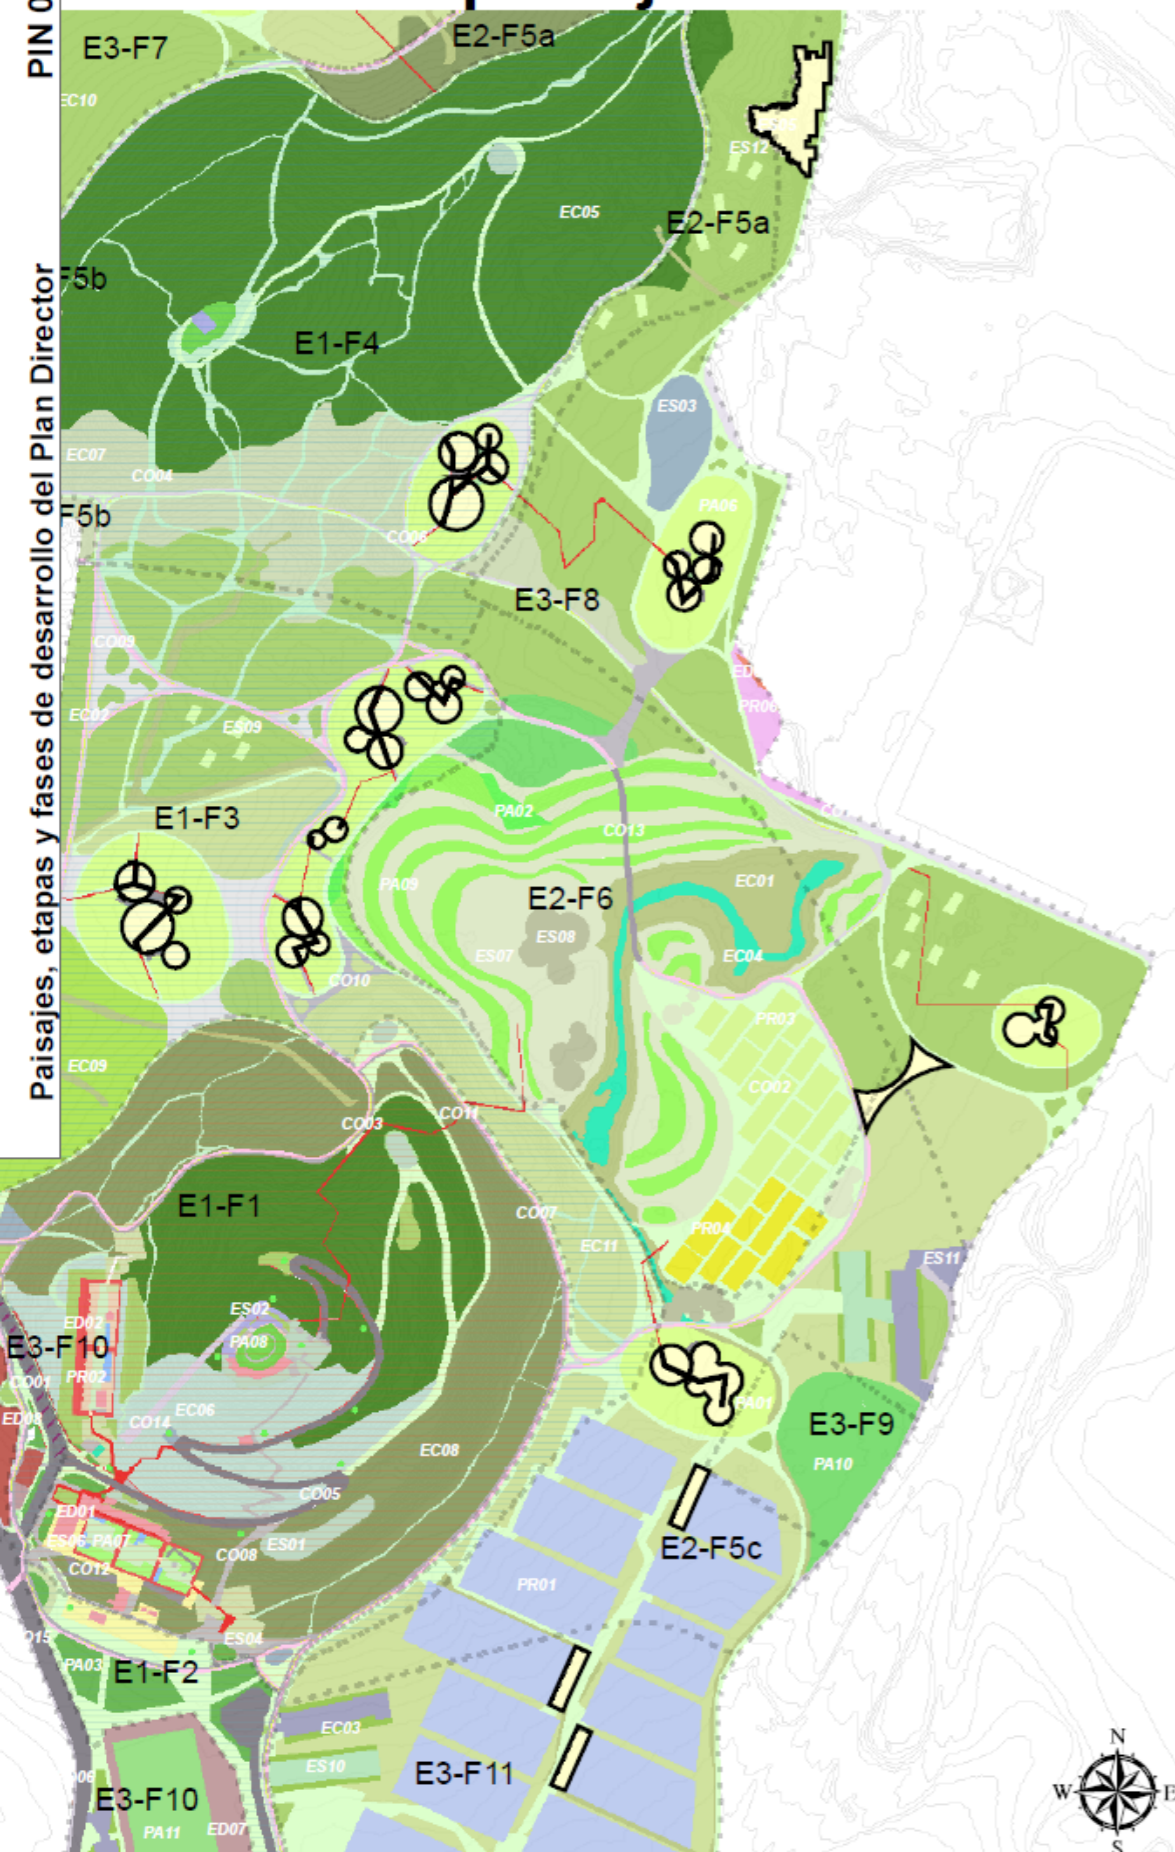 PIN 0
Paisajes, etapas y fases de desarrollo del Plan Director
E3-F7
E2-F5a
EC10
ES12
EC05
E2-F5a
F5b
E1-F4
ES03
EC07
CO04
PA06
F5b
CO06
E3-F8
CO09
ED
PR06
EC02
ES09
E1-F3
PA02
CO13
PA09
EC01
E2-F6
ES08
ES07
EC04
CO10
PR03
EC09
CO02
CO11
CO03
E1-F1
CO07
PR04
EC11
ES11
ES02
ED02
PA08
E3-F10
PR02
CO01
EC06
PA01
ED08
CO14
E3-F9
EC08
PA10
CO05
ED01
ES06 PA07
ES01
E2-F5c
CO08
CO12
PR01
O15
ES04
PA03
E1-F2
EC03
ES10
E3-F11
E3-F10
PA11
ED07
N
W
E
S